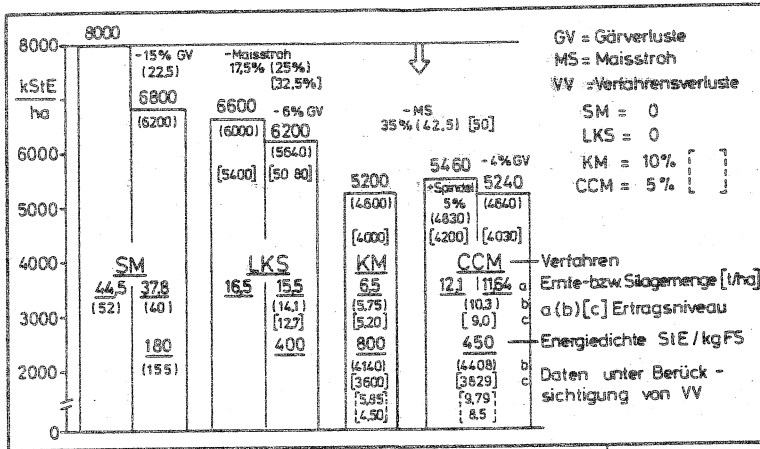 8000
8000
-15% GV
(22,5)
-Maisstroh
17,5% (25%)
[32,5%]
GV = Gärverluste
MS = Maisstroh
VV = Verfahrensverluste
SM = 0
LKS = 0
KM = 10%
CCM = 5%
kStE
ha
6800
(6200)
6600
(6000)
-6% GV
6200
(5640)
[5400]
[50 80]
-MS
35% (42,5) [50]
6000
5000
4000
3000
2000
0
5200
(4600)
[4000]
5460
-4% GV
+Spindel
5%
(4830)
[4200]
5240
(4640)
[4030]
SM
LKS
KM
CCM
Verfahren
44,5
37,8
16,5
15,5
6,5
12,1
11,64
a
Ernte-bzw. Silagemenge [t/ha]
(52)
(40)
(14,1)
(5,75)
(10,3)
b
a (b) [c] Ertragsniveau
[12,7]
[5,20]
[9,0]
c
180
400
800
450
Energiedichte StE / kg FS
(155)
(4140)
(4408)
b
[3600]
[3829]
c
Daten unter Berück-
sichtigung von VV
4,50
[9,79
8,5